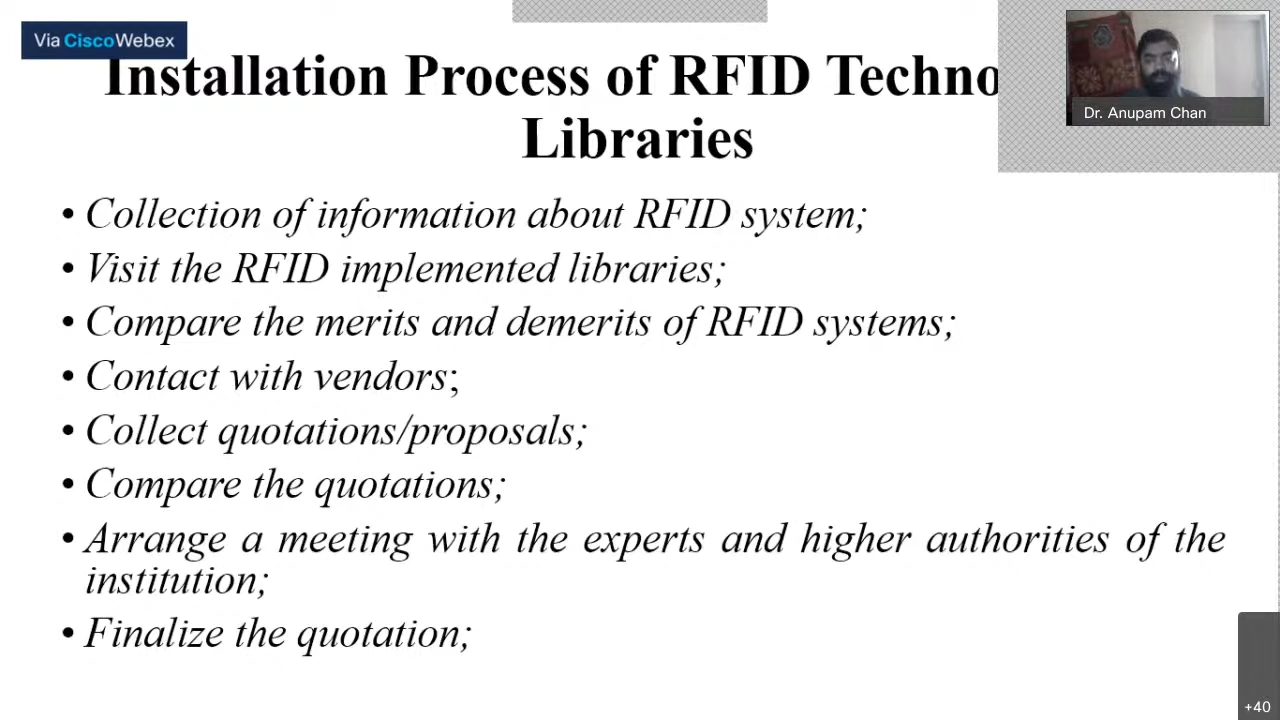 Via Cisco Webex
Installation Process of RFID
Libraries
Dr. Anupam Chan
• Collection of information about RFID system;
• Visit the RFID implemented libraries;
• Compare the merits and demerits of RFID systems;
• Contact with vendors;
• Collect quotations/proposals;
• Compare the quotations;
• Arrange a meeting with the experts and higher authorities of the
institution;
• Finalize the quotation;
+40